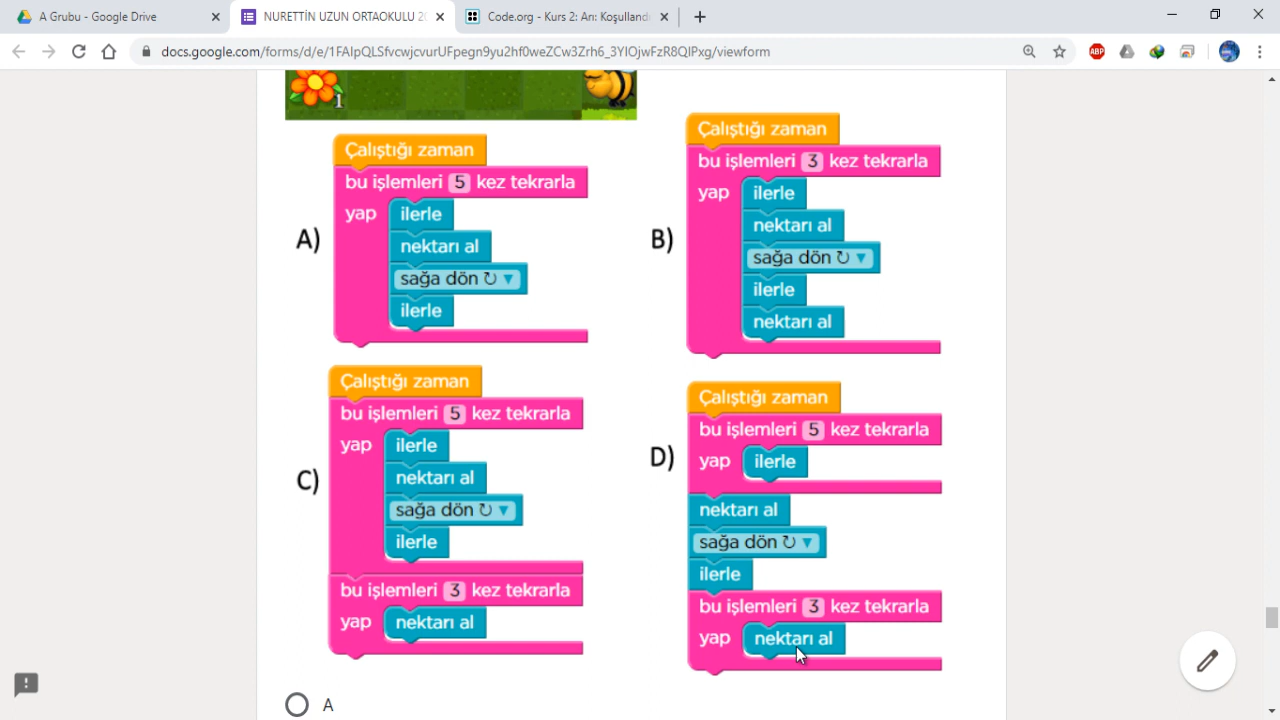 A Grubu - Google Drive
NURETTİN UZUN ORTAOKULU 20
Code.org - Kurs 2: Arı: Koşulland
docs.google.com/forms/d/e/1FAIpQLSfvcwjcvurUFpegn9yu2hf0weZCw3Zrh6_3YlOjwFzR8QIPxg/viewform
ABP
1
A)
Çalıştığı zaman
bu işlemleri 5 kez tekrarla
yap ilerle
nektarı al
sağa dön ↻ ▼
ilerle
B)
Çalıştığı zaman
bu işlemleri 3 kez tekrarla
yap ilerle
nektarı al
sağa dön ↻ ▼
ilerle
nektarı al
C)
Çalıştığı zaman
bu işlemleri 5 kez tekrarla
yap ilerle
nektarı al
sağa dön ↻ ▼
ilerle
bu işlemleri 3 kez tekrarla
yap nektarı al
D)
Çalıştığı zaman
bu işlemleri 5 kez tekrarla
yap ilerle
nektarı al
sağa dön ↻ ▼
ilerle
bu işlemleri 3 kez tekrarla
yap nektarı al
A